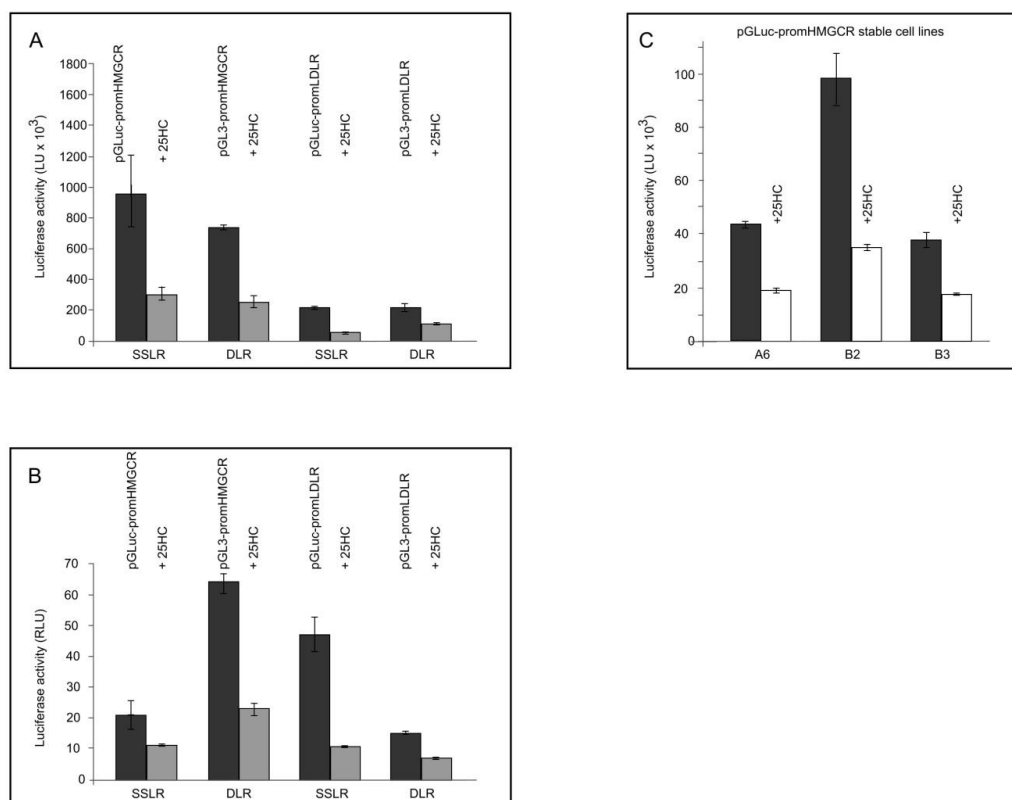 A
pGLuc-promHMGCR
+ 25HC
pGL3-promHMGCR
+ 25HC
pGLuc-promLDLR
+ 25HC
pGL3-promLDLR
+ 25HC
Luciferase activity (LU x 10³)
1800
1600
1400
1200
1000
800
600
400
200
0
SSLR DLR SSLR DLR
C
pGLuc-promHMGCR stable cell lines
Luciferase activity (LU x 10³)
100
80
60
40
20
0
+25HC
+25HC
+25HC
A6 B2 B3
B
pGLuc-promHMGCR
+ 25HC
pGL3-promHMGCR
+ 25HC
pGLuc-promLDLR
+ 25HC
pGL3-promLDLR
+ 25HC
Luciferase activity (RLU)
70
60
50
40
30
20
10
0
SSLR DLR SSLR DLR